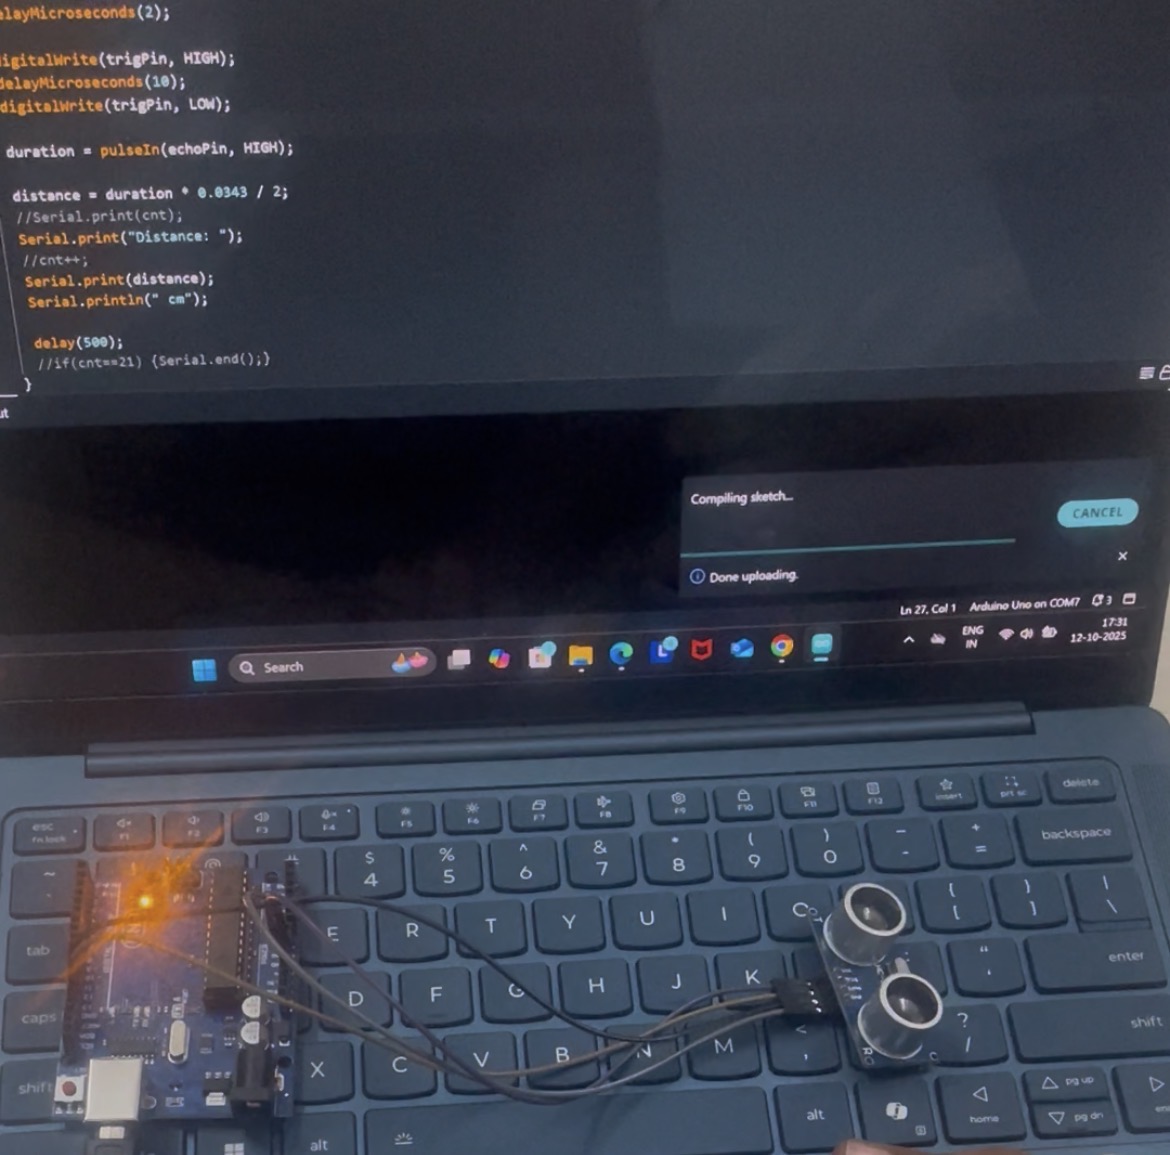 elayMicroseconds(2);
igitalWrite(trigPin, HIGH);
delayMicroseconds(10);
digitalWrite(trigPin, LOW);
duration = pulseIn(echoPin, HIGH);
distance = duration * 0.0343 / 2;
//Serial.print(cnt);
Serial.print("Distance: ");
//cnt++;
Serial.print(distance);
Serial.println(" cm");
delay(500);
//if(cnt==21) {Serial.end();}
}
ut
Compiling sketch...
CANCEL
Done uploading.
Ln 27, Col 1 Arduino Uno on COM7 3
Search
ENG
IN
17:31
12-10-2025
esc F1 F2 F3 F4 F5 F6 F7 F8 F9 F10 F11 F12 insert prt sc delete
fn lock
~ # $ 4 % 5 ^ 6 & 7 * 8 ( 9 ) 0 _ - + = backspace
tab E R T Y U I O { [ } ] | \
caps D F G H J K " ' enter
shift X C V B N M < , ? / shift
alt alt home pg up pg dn